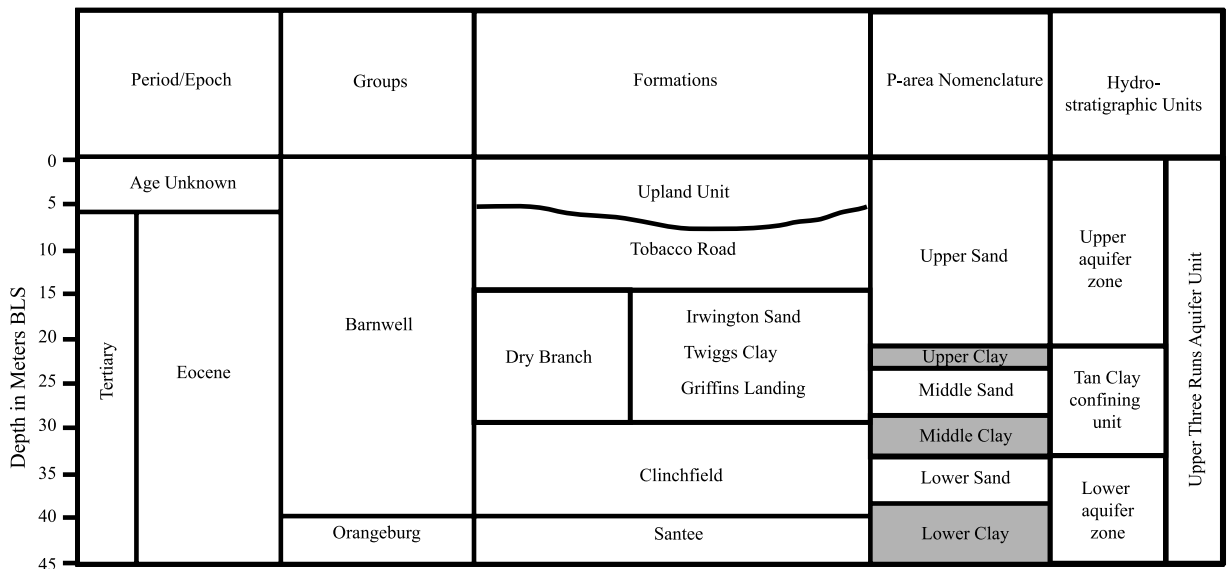 Period/Epoch
Groups
Formations
P-area Nomenclature
Hydro-
stratigraphic Units
Depth in Meters BLS
0
5
10
15
20
25
30
35
40
45
Age Unknown
Tertiary
Eocene
Barnwell
Orangeburg
Upland Unit
Tobacco Road
Dry Branch
Irwington Sand
Twiggs Clay
Griffins Landing
Clinchfield
Santee
Upper Sand
Upper Clay
Middle Sand
Middle Clay
Lower Sand
Lower Clay
Upper
aquifer
zone
Tan Clay
confining
unit
Lower
aquifer
zone
Upper Three Runs Aquifer Unit